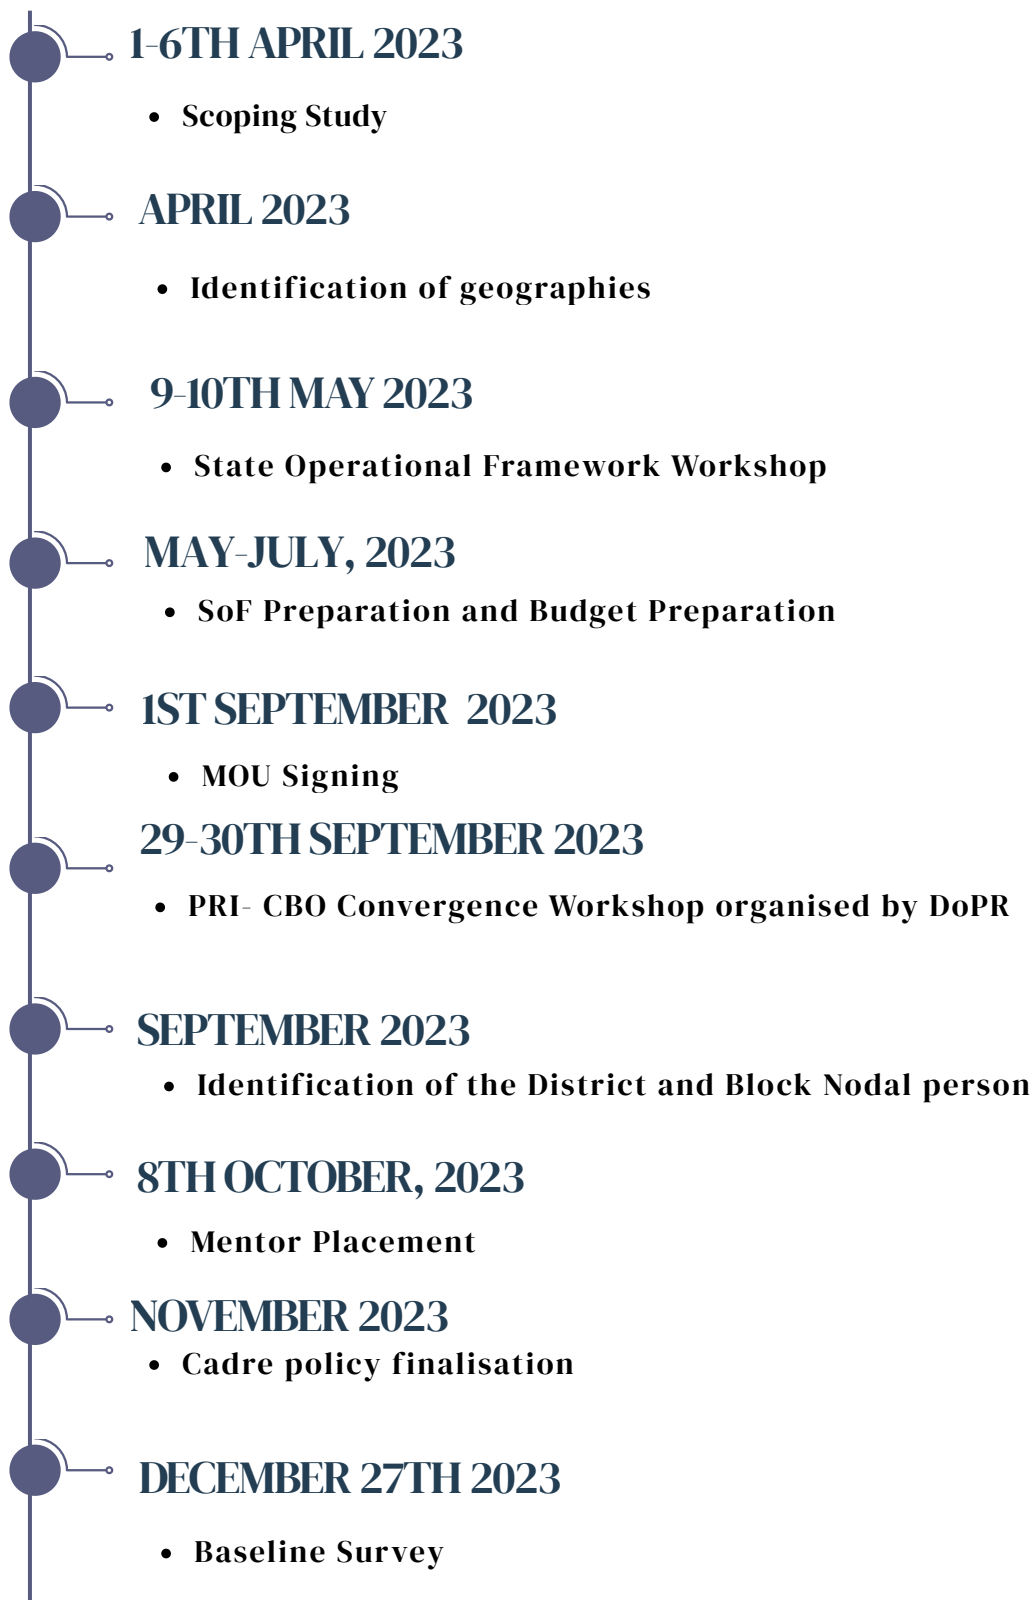 1-6TH APRIL 2023
• Scoping Study
APRIL 2023
• Identification of geographies
9-10TH MAY 2023
• State Operational Framework Workshop
MAY-JULY, 2023
• SoF Preparation and Budget Preparation
1ST SEPTEMBER 2023
• MOU Signing
29-30TH SEPTEMBER 2023
• PRI- CBO Convergence Workshop organised by DoPR
SEPTEMBER 2023
• Identification of the District and Block Nodal person
8TH OCTOBER, 2023
• Mentor Placement
NOVEMBER 2023
• Cadre policy finalisation
DECEMBER 27TH 2023
• Baseline Survey